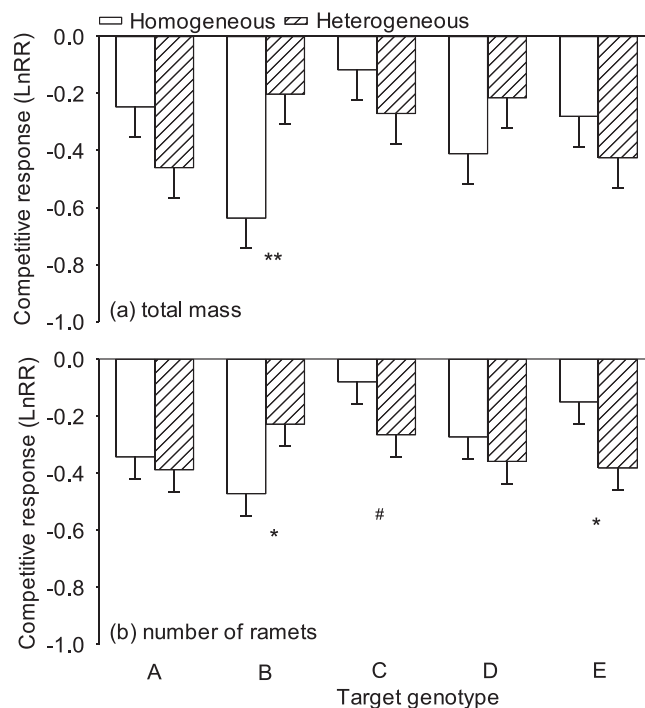 Homogeneous Heterogeneous
0.0
-0.2
-0.4
-0.6
-0.8
-1.0
Competitive response (LnRR)
**
(a) total mass
0.0
-0.2
-0.4
-0.6
-0.8
-1.0
Competitive response (LnRR)
* # *
(b) number of ramets
A B C D E
Target genotype